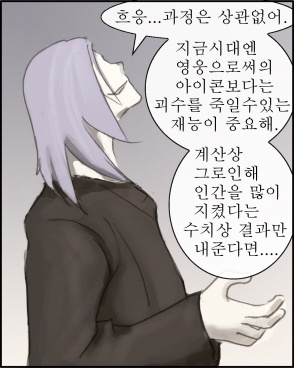 흐응...과정은 상관없어.
지금시대엔
영웅으로써의
아이콘보다는
괴수를 죽일수있는
재능이 중요해.
계산상
그로인해
인간을 많이
지켰다는
수치상 결과만
내준다면....